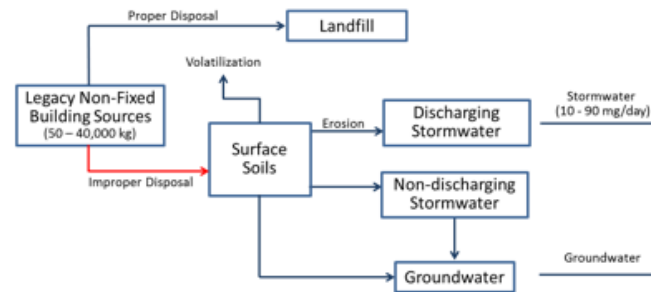 Proper Disposal
Landfill
Volatilization
Legacy Non-Fixed
Building Sources
(50 – 40,000 kg)
Improper Disposal
Surface
Soils
Erosion
Discharging
Stormwater
Stormwater
(10 - 90 mg/day)
Non-discharging
Stormwater
Groundwater
Groundwater